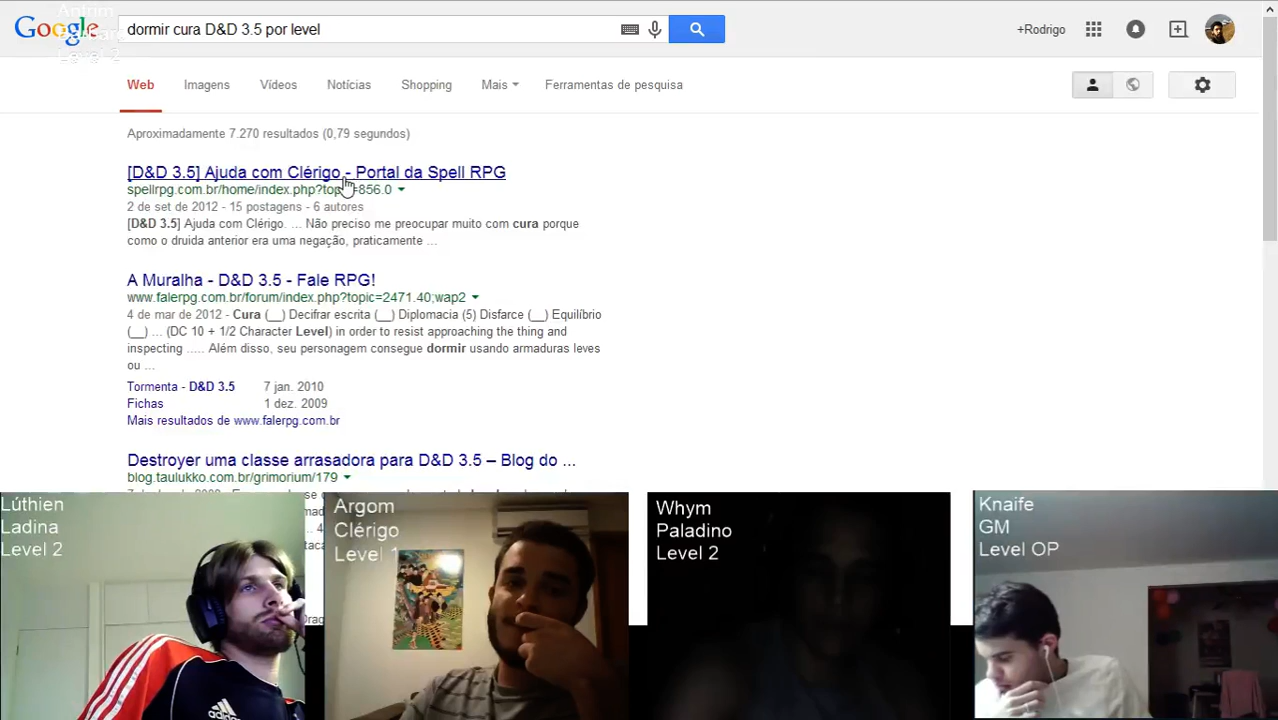 Google
dormir cura D&D 3.5 por level
+Rodrigo
Web Imagens Vídeos Notícias Shopping Mais Ferramentas de pesquisa
Aproximadamente 7.270 resultados (0,79 segundos)
[D&D 3.5] Ajuda com Clérigo - Portal da Spell RPG
spellrpg.com.br/home/index.php?top =856.0
2 de set de 2012 - 15 postagens - 6 autores
[D&D 3.5] Ajuda com Clérigo. ... Não preciso me preocupar muito com cura porque
como o druida anterior era uma negação, praticamente ...
A Muralha - D&D 3.5 - Fale RPG!
www.falerpg.com.br/forum/index.php?topic=2471.40;wap2
4 de mar de 2012 - Cura (__) Decifrar escrita (__) Diplomacia (5) Disfarce (__) Equilíbrio
(__) ... (DC 10 + 1/2 Character Level) in order to resist approaching the thing and
inspecting ..... Além disso, seu personagem consegue dormir usando armaduras leves
ou ...
Tormenta - D&D 3.5 7 jan. 2010
Fichas 1 dez. 2009
Mais resultados de www.falerpg.com.br
Destroyer uma classe arrasadora para D&D 3.5 – Blog do ...
blog.taulukko.com.br/grimorium/179
Lúthien
Ladina
Level 2
Argom
Clérigo
Level 1
Whym
Paladino
Level 2
Knaife
GM
Level OP